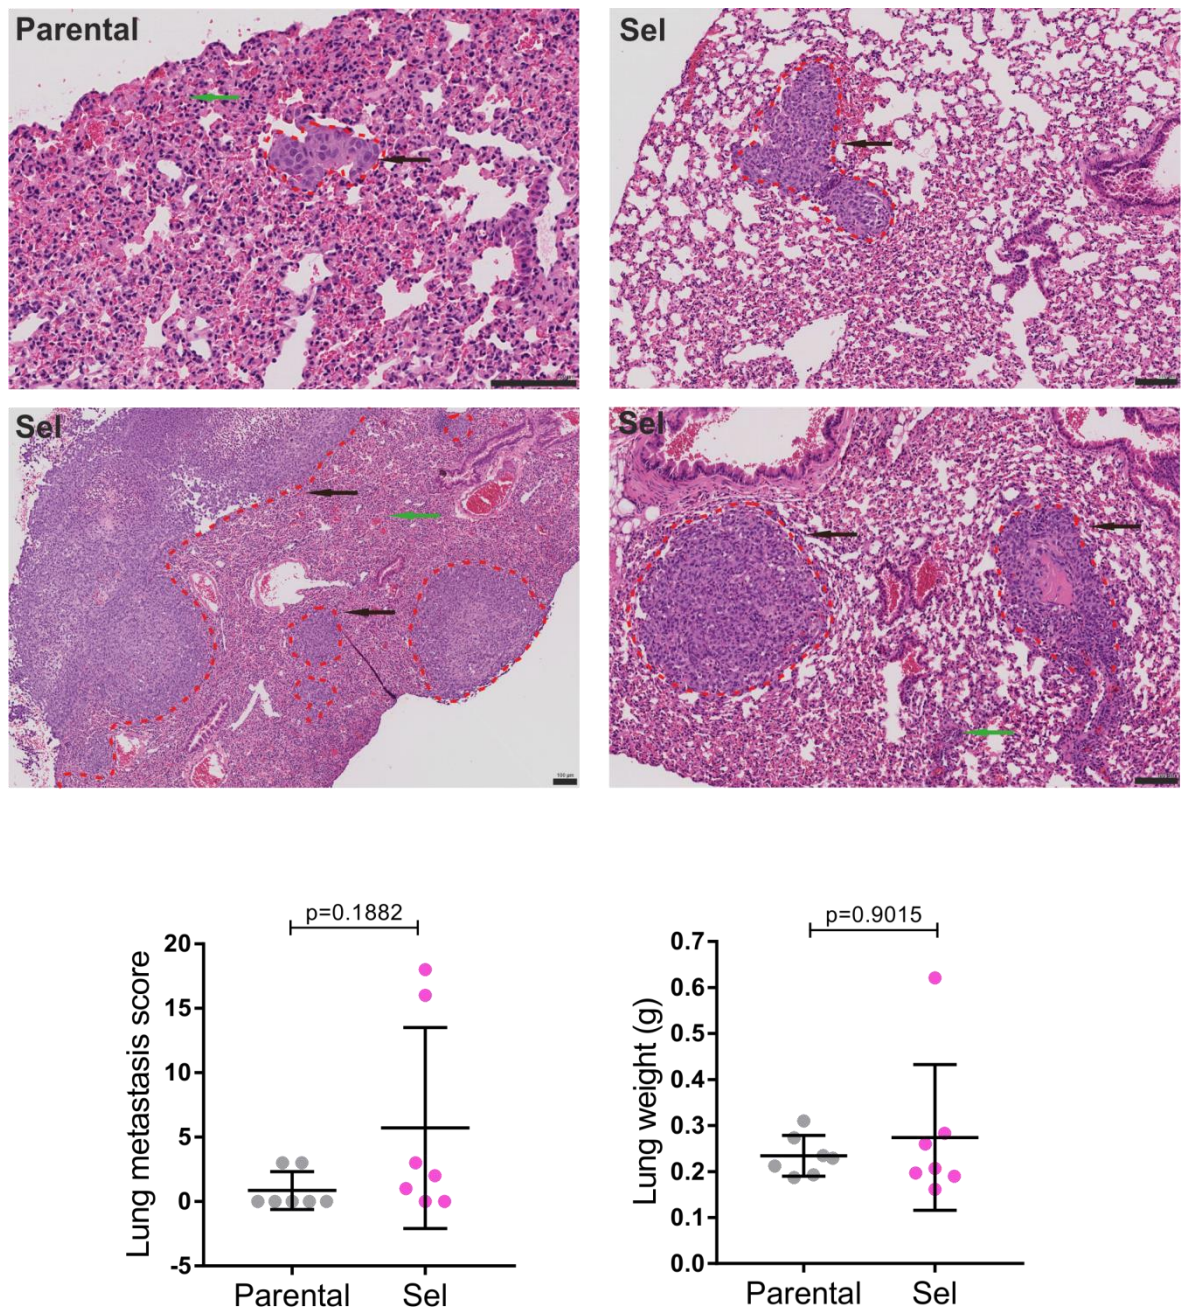 Parental
Sel
Sel
Sel
100 µm
p=0.1882
Lung metastasis score
20
15
10
5
0
-5
Parental
Sel
p=0.9015
Lung weight (g)
0.7
0.6
0.5
0.4
0.3
0.2
0.1
0.0
Parental
Sel